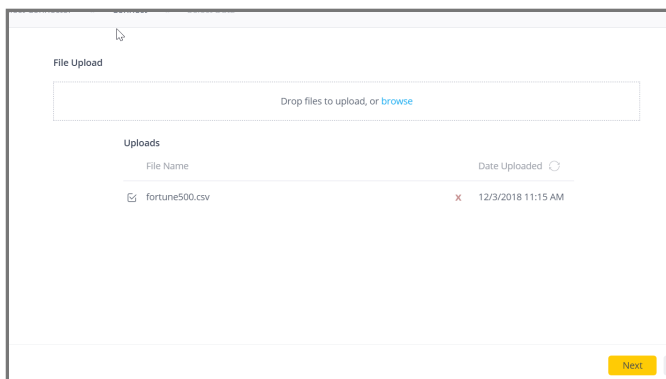 File Upload
Drop files to upload, or browse
Uploads
File Name Date Uploaded
fortune500.csv X 12/3/2018 11:15 AM
Next